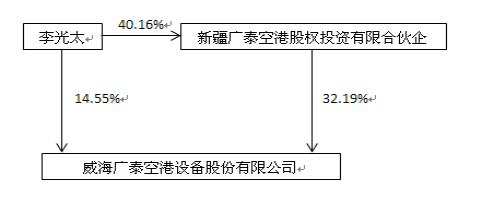 40.16%
李光太
新疆广泰空港股权投资有限合伙企
14.55%
32.19%
威海广泰空港设备股份有限公司